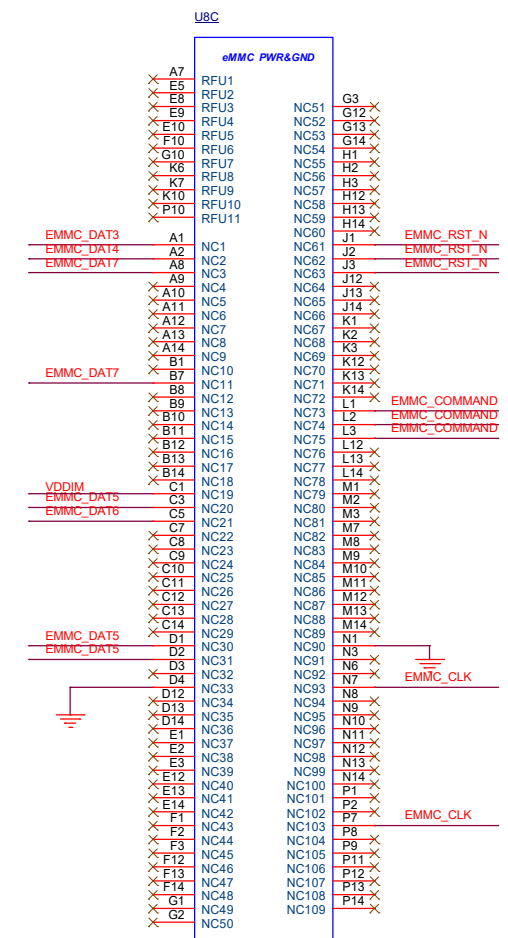 U8C
eMMC PWR&GND
A7 RFU1
E5 RFU2
E8 RFU3
E9 RFU4
E10 RFU5
F10 RFU6
G10 RFU7
K6 RFU8
K7 RFU9
K10 RFU10
P10 RFU11
EMMC_DAT3 A1 NC1
EMMC_DAT4 A2 NC2
EMMC_DAT7 A8 NC3
A9 NC4
A10 NC5
A11 NC6
A12 NC7
A13 NC8
A14 NC9
B1 NC10
EMMC_DAT7 B7 NC11
B8 NC12
B9 NC13
B10 NC14
B11 NC15
B12 NC16
B13 NC17
B14 NC18
VDDIM C1 NC19
EMMC_DAT5 C3 NC20
EMMC_DAT6 C5 NC21
C7 NC22
C8 NC23
C9 NC24
C10 NC25
C11 NC26
C12 NC27
C13 NC28
C14 NC29
EMMC_DAT5 D1 NC30
EMMC_DAT5 D2 NC31
D3 NC32
D4 NC33
D12 NC34
D13 NC35
D14 NC36
E1 NC37
E2 NC38
E3 NC39
E12 NC40
E13 NC41
E14 NC42
F1 NC43
F2 NC44
F3 NC45
F12 NC46
F13 NC47
F14 NC48
G1 NC49
G2 NC50
NC51 G3
NC52 G12
NC53 G13
NC54 G14
NC55 H1
NC56 H2
NC57 H3
NC58 H12
NC59 H13
NC60 H14
NC61 J1 EMMC_RST_N
NC62 J2 EMMC_RST_N
NC63 J3 EMMC_RST_N
NC64 J12
NC65 J13
NC66 J14
NC67 K1
NC68 K2
NC69 K3
NC70 K12
NC71 K13
NC72 K14
NC73 L1 EMMC_COMMAND
NC74 L2 EMMC_COMMAND
NC75 L3 EMMC_COMMAND
NC76 L12
NC77 L13
NC78 L14
NC79 M1
NC80 M2
NC81 M3
NC82 M7
NC83 M8
NC84 M9
NC85 M10
NC86 M11
NC87 M12
NC88 M13
NC89 M14
NC90 N1
NC91 N3
NC92 N6
NC93 N7 EMMC_CLK
NC94 N8
NC95 N9
NC96 N10
NC97 N11
NC98 N12
NC99 N13
NC100 N14
NC101 P1
NC102 P2
NC103 P7 EMMC_CLK
NC104 P8
NC105 P9
NC106 P11
NC107 P12
NC108 P13
NC109 P14